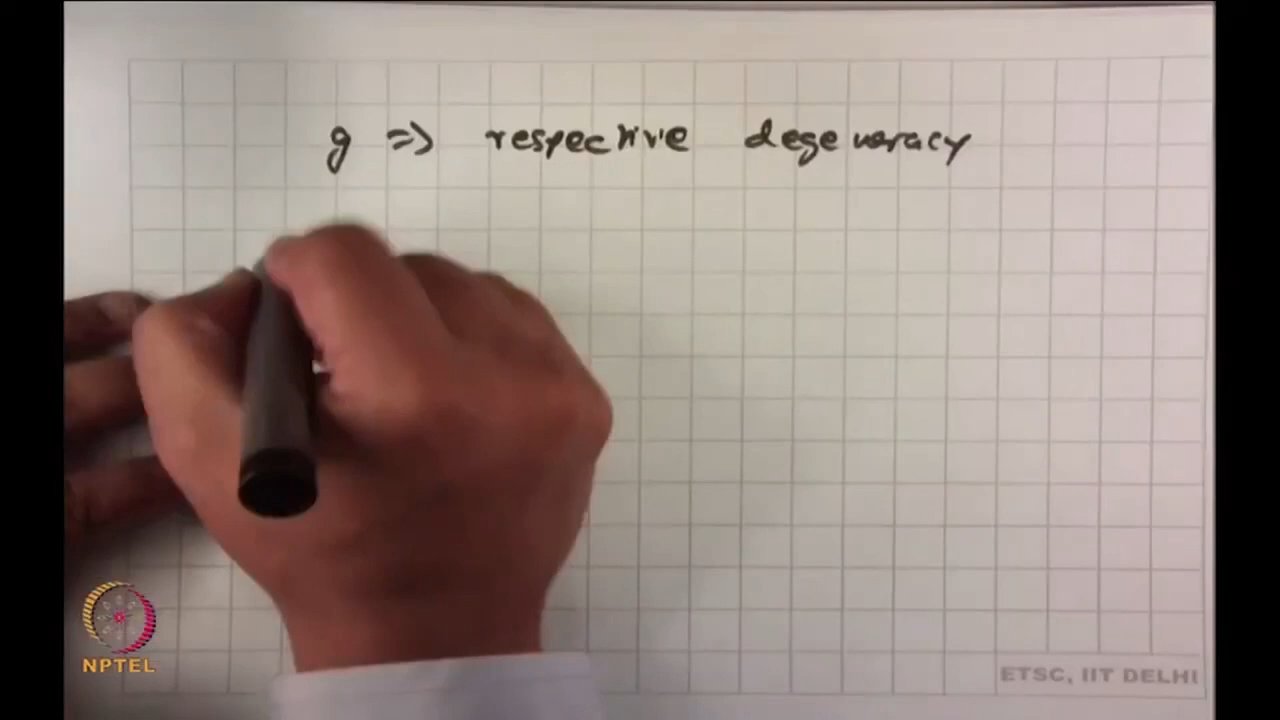 g => respective degeneracy
NPTEL
ETSC, IIT DELHI